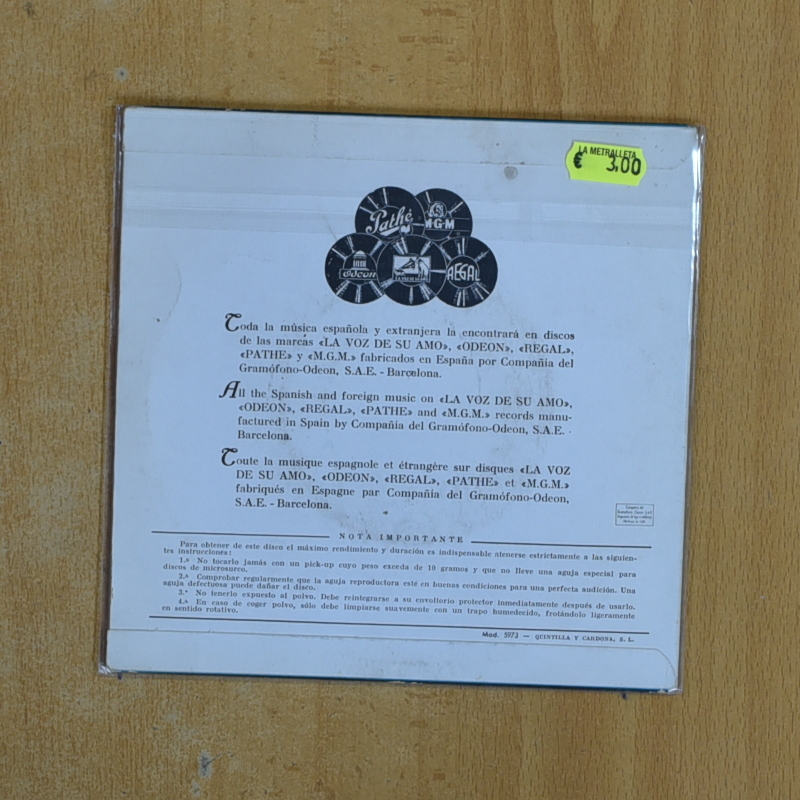 LA METRALLETA
€ 3,00
Pathé
M-G-M
Odeon
REGAL
Toda la música española y extranjera la encontrará en discos
de las marcas «LA VOZ DE SU AMO», «ODEON», «REGAL»,
«PATHE» y «M.G.M.» fabricados en España por Compañía del
Gramófono-Odeon, S.A.E. - Barcelona.
All the Spanish and foreign music on «LA VOZ DE SU AMO»,
«ODEON», «REGAL», «PATHE» and «M.G.M.» records manu-
factured in Spain by Compañia del Gramófono-Odeon, S.A.E. -
Barcelona.
Toute la musique espagnole et étrangère sur disques «LA VOZ
DE SU AMO», «ODEON», «REGAL», «PATHE» et «M.G.M.»
fabriqués en Espagne par Compañía del Gramófono-Odeon,
S.A.E. - Barcelona.
NOTA IMPORTANTE
Para obtener de este disco el máximo rendimiento y duración es indispensable atenerse estrictamente a las siguien-
tes instrucciones:
1.ª No tocarlo jamás con un pick-up cuyo peso exceda de 10 gramos y que no lleve una aguja especial para
discos de microsurco.
2.ª Comprobar regularmente que la aguja reproductora esté en buenas condiciones para una perfecta audición. Una
aguja defectuosa puede dañar el disco.
3.ª No tenerlo expuesto al polvo. Debe reintegrarse a su envoltorio protector inmediatamente después de usarlo.
4.ª En caso de coger polvo, sólo debe limpiarse suavemente con un trapo humedecido, frotándolo ligeramente
en sentido rotativo.
Mod. 5973 — QUINTILLA Y CARDONA, S. L.